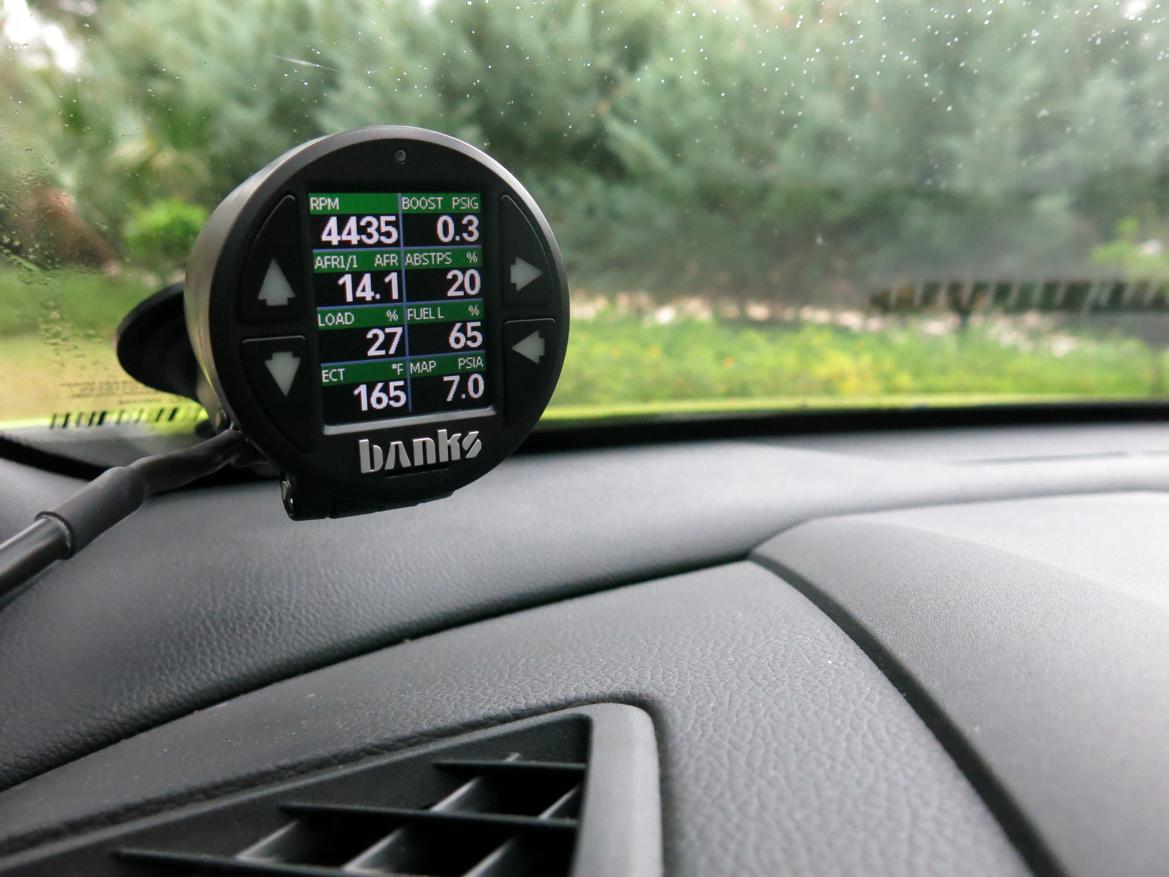 RPM BOOST PSIG
4435 0.3
AFR1/1 AFR ABSTPS %
14.1 20
LOAD % FUEL L %
27 65
ECT °F MAP PSIA
165 7.0
banks